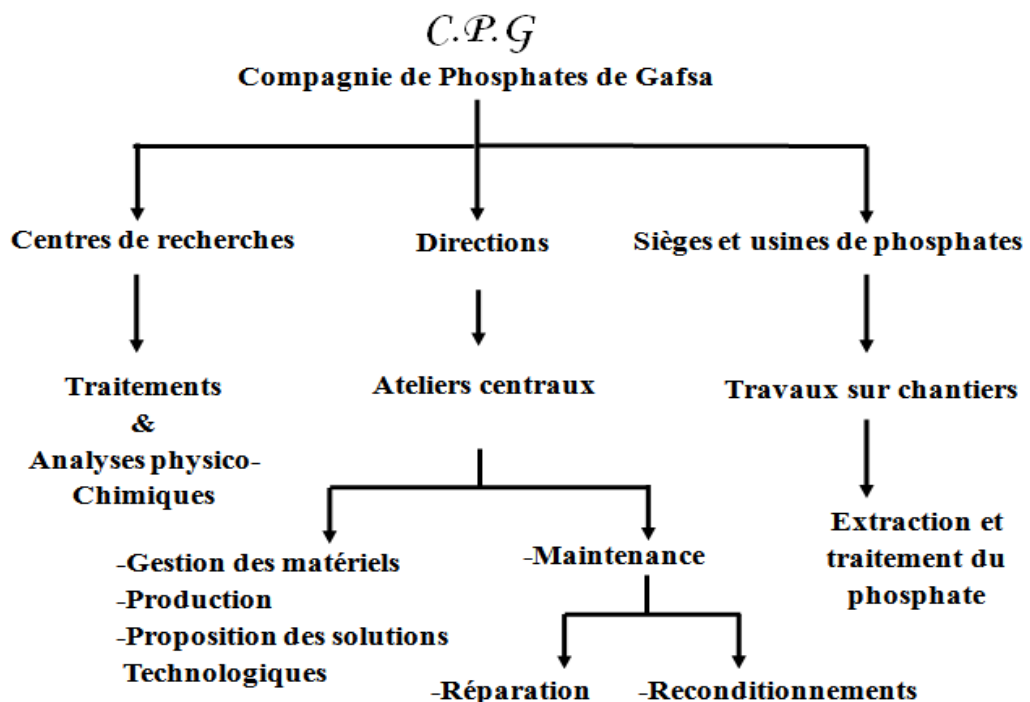 C.P.G
Compagnie de Phosphates de Gafsa
Centres de recherches
Directions
Sièges et usines de phosphates
Traitements
&
Analyses physico-
Chimiques
Ateliers centraux
Travaux sur chantiers
-Gestion des matériels
-Production
-Proposition des solutions
Technologiques
-Maintenance
Extraction et
traitement du
phosphate
-Réparation
-Reconditionnements